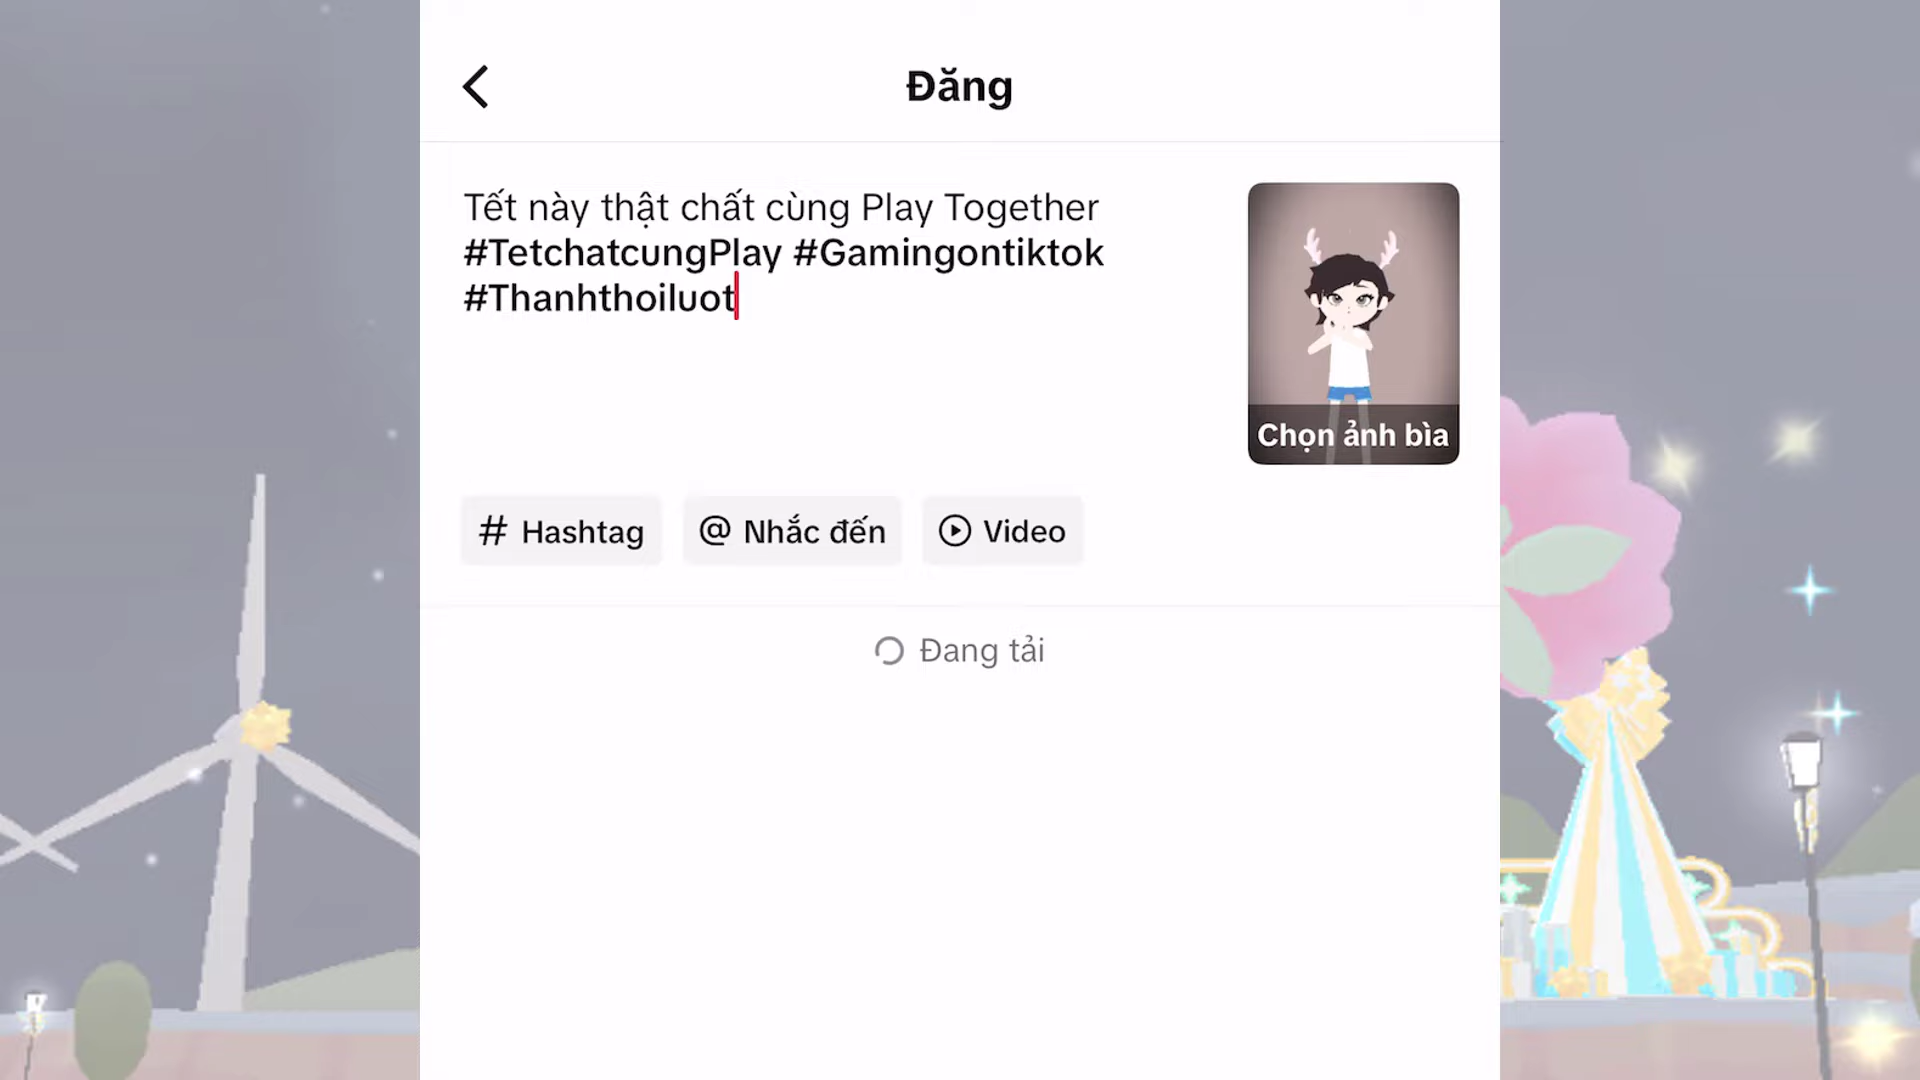 Đăng
Tết này thật chất cùng Play Together
#TetchatcungPlay #Gamingontiktok
#Thanhthoiluot
Chọn ảnh bìa
# Hashtag
@ Nhắc đến
Video
Đang tải